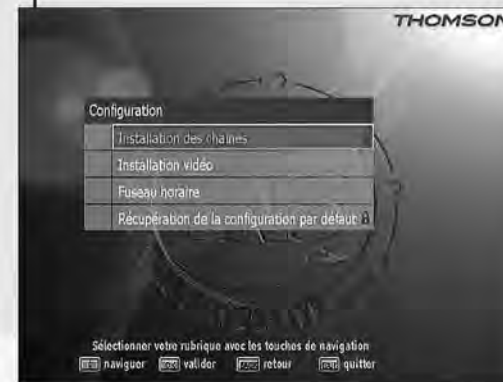 THOMSON
Configuration
Installation des chaînes
Installation vidéo
Fuseau horaire
Récupération de la configuration par défaut
Sélectionner votre rubrique avec les touches de navigation
naviguer valider retour quitter